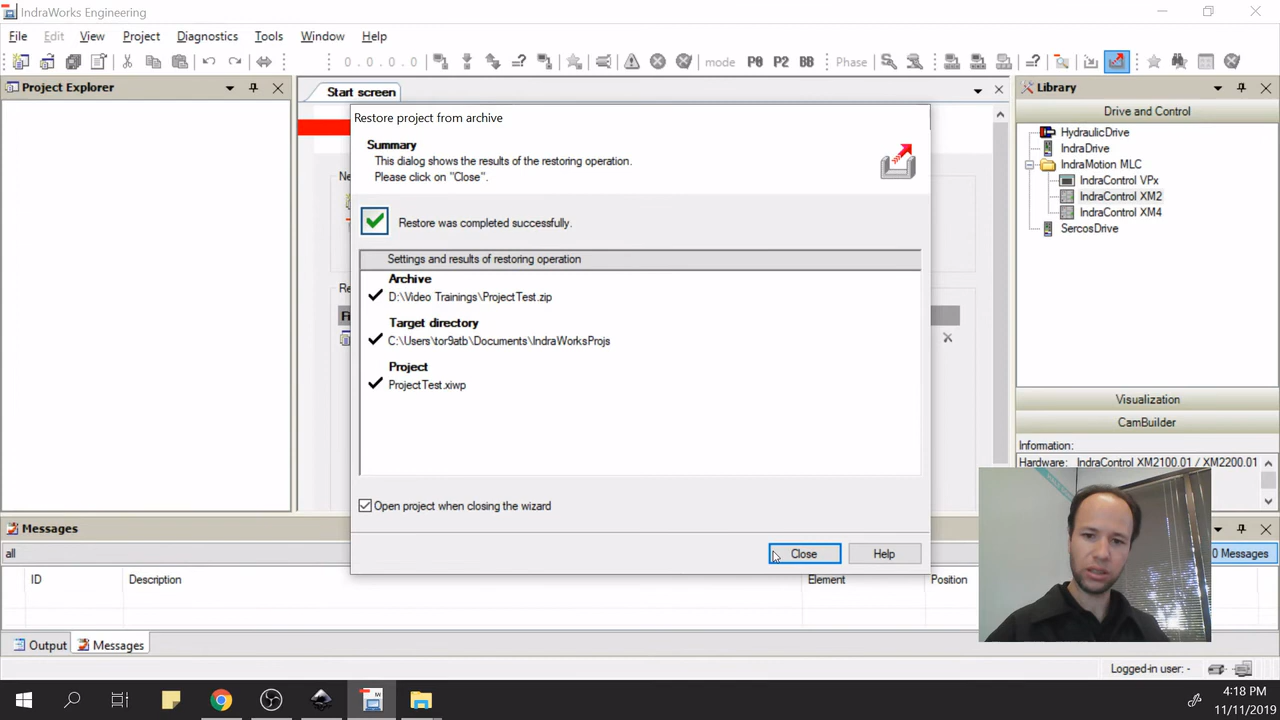 IndraWorks Engineering
File Edit View Project Diagnostics Tools Window Help
0 . 0 . 0 . 0 mode P0 P2 BB Phase
Project Explorer
Start screen
Library
Drive and Control
HydraulicDrive
IndraDrive
IndraMotion MLC
IndraControl VPx
IndraControl XM2
IndraControl XM4
SercosDrive
Visualization
CamBuilder
Information:
Hardware: IndraControl XM2100.01 / XM2200.01
Restore project from archive
Summary
This dialog shows the results of the restoring operation.
Please click on "Close".
Restore was completed successfully.
Settings and results of restoring operation
Archive
D:\Video Trainings\ProjectTest.zip
Target directory
C:\Users\tor9atb\Documents\IndraWorksProjs
Project
ProjectTest.xiwp
Open project when closing the wizard
Close Help
Messages
all
0 Messages
ID Description Element Position
Output Messages
Logged-in user: -
4:18 PM
11/11/2019